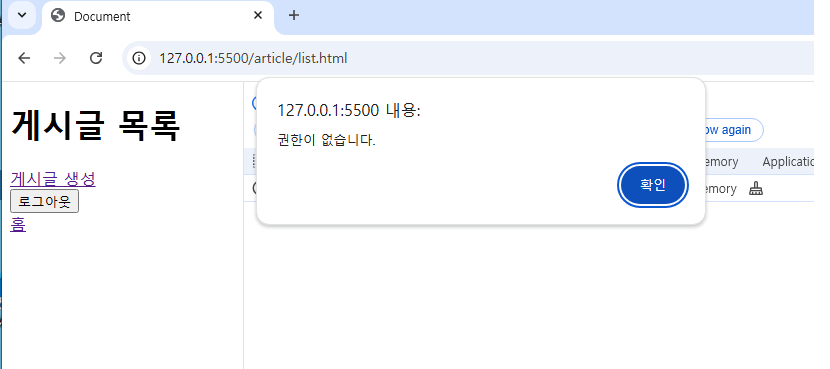 Document
127.0.0.1:5500/article/list.html
127.0.0.1:5500 내용:
권한이 없습니다.
확인
게시글 목록
게시글 생성
로그아웃
홈
again
emory
Applicatio
emory